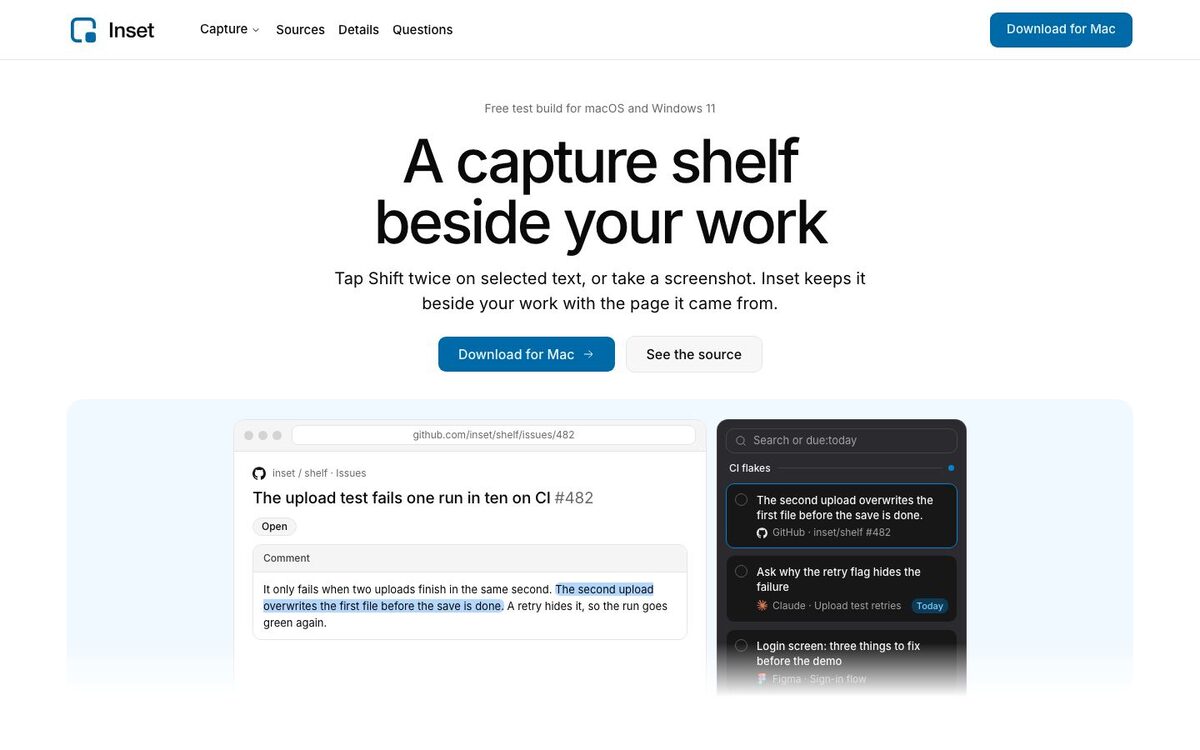 Inset
Capture
Sources
Details
Questions
Download for Mac
Free test build for macOS and Windows 11
A capture shelf
beside your work
Tap Shift twice on selected text, or take a screenshot. Inset keeps it
beside your work with the page it came from.
Download for Mac →
See the source
github.com/inset/shelf/issues/482
inset / shelf · Issues
The upload test fails one run in ten on CI #482
Open
Comment
It only fails when two uploads finish in the same second. The second upload
overwrites the first file before the save is done. A retry hides it, so the run goes
green again.
Search or due:today
CI flakes
The second upload overwrites the
first file before the save is done.
GitHub · inset/shelf #482
Ask why the retry flag hides the
failure
Claude · Upload test retries
Today
Login screen: three things to fix
before the demo
Figma · Sign-in flow